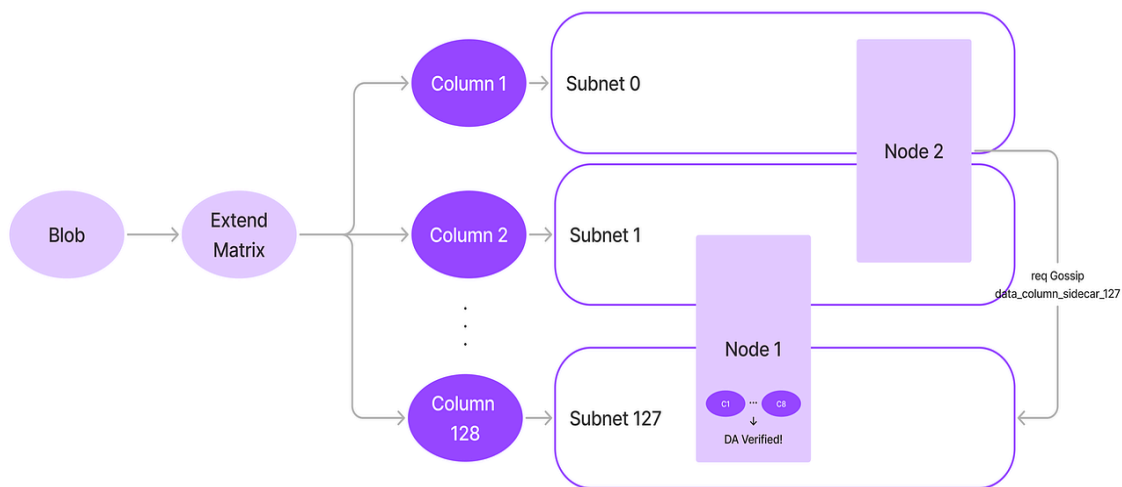 Column 1
Subnet 0
Node 2
Blob
Extend
Matrix
Column 2
Subnet 1
req Gossip
data_column_sidecar_127
.
.
.
Node 1
Column
128
Subnet 127
C1 ... C8
↓
DA Verified!